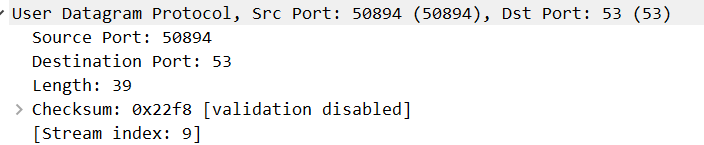 User Datagram Protocol, Src Port: 50894 (50894), Dst Port: 53 (53)
Source Port: 50894
Destination Port: 53
Length: 39
Checksum: 0x22f8 [validation disabled]
[Stream index: 9]